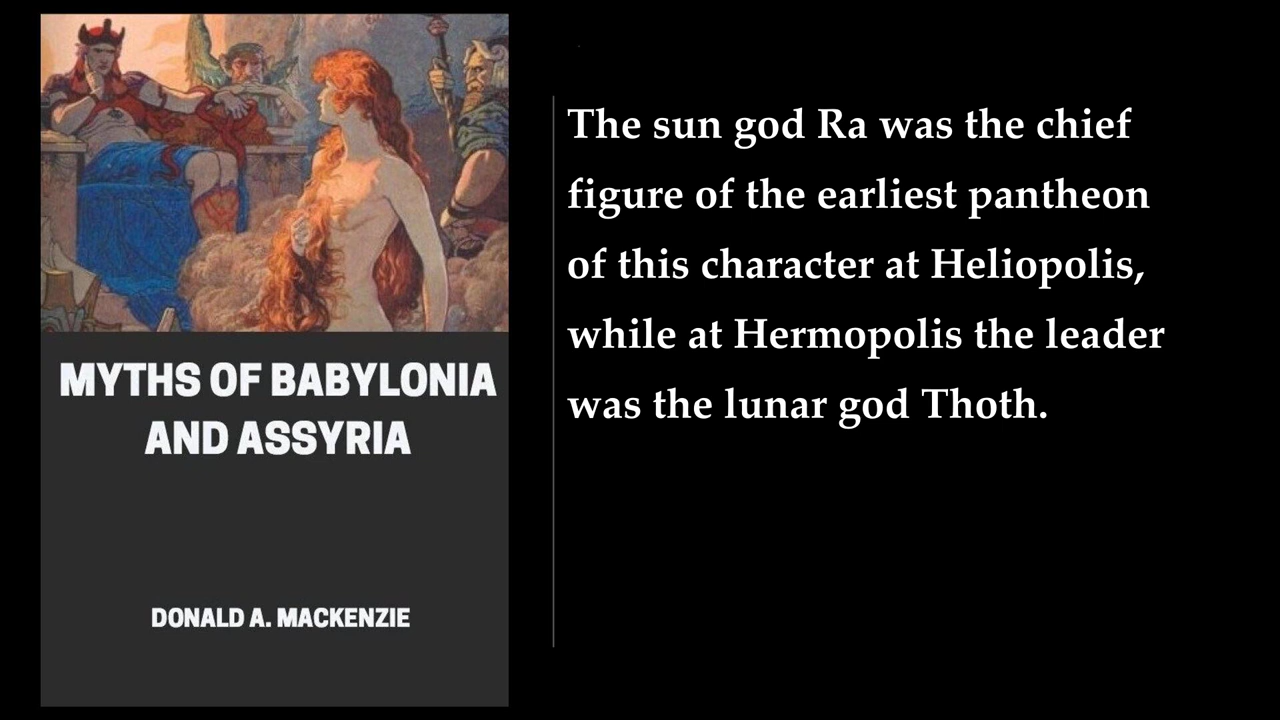 MYTHS OF BABYLONIA
AND ASSYRIA
DONALD A. MACKENZIE
The sun god Ra was the chief
figure of the earliest pantheon
of this character at Heliopolis,
while at Hermopolis the leader
was the lunar god Thoth.